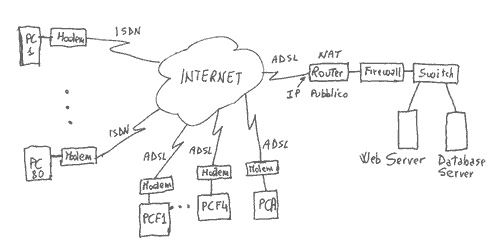 PC
1
Modem
ISDN
INTERNET
ADSL
NAT
Router
IP Pubblico
Firewall
Switch
Web Server
Database
Server
PC
80
Modem
ISDN
ADSL
Modem
PCF1
ADSL
Modem
PCF4
ADSL
Modem
PCA